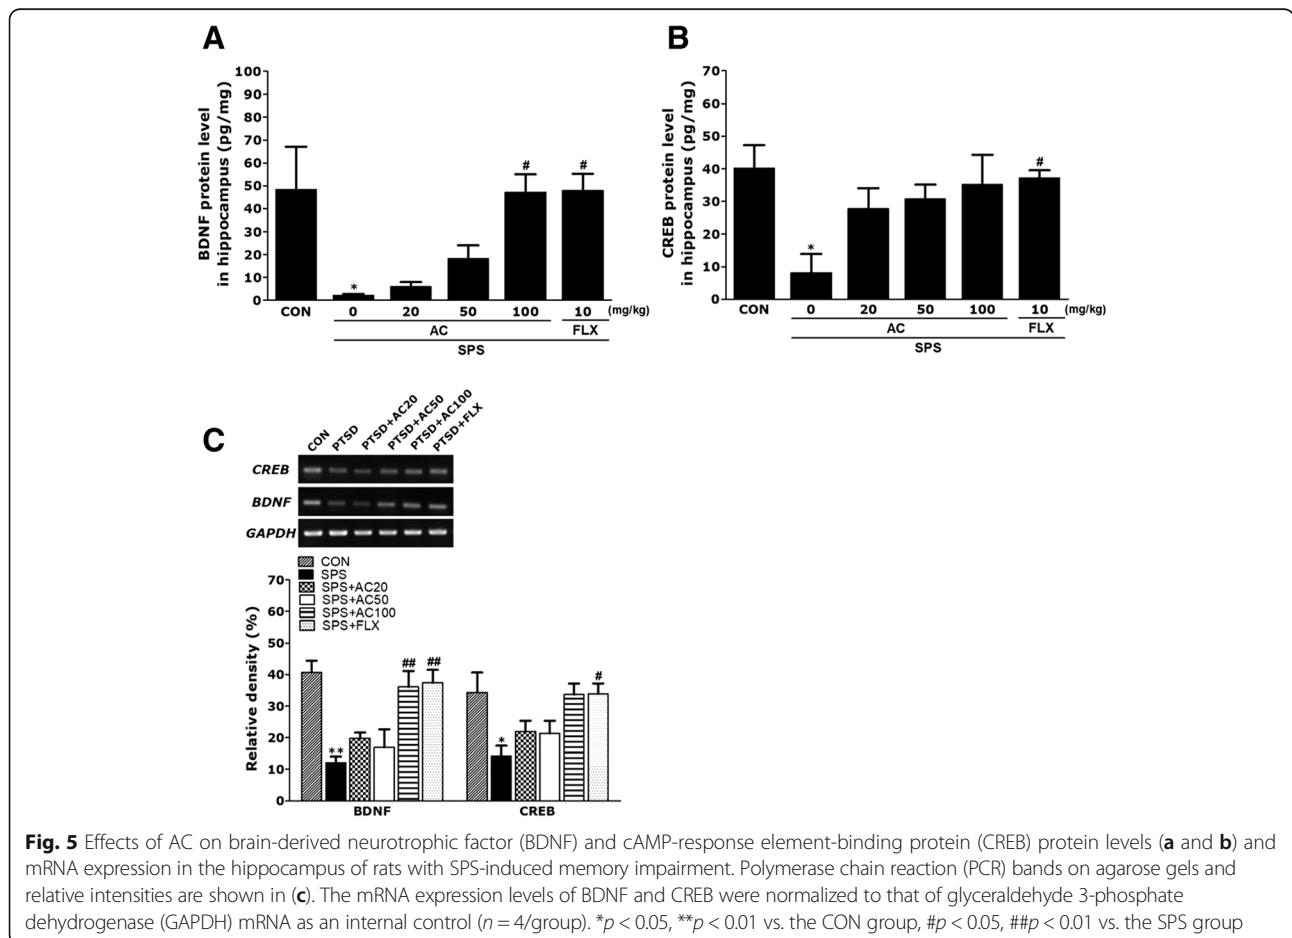 A
BDNF protein level
in hippocampus (pg/mg)
100
90
80
70
60
50
40
30
20
10
0
*
#
#
CON
0
20
50
100
10
(mg/kg)
AC
FLX
SPS
B
CREB protein level
in hippocampus (pg/mg)
70
60
50
40
30
20
10
0
*
#
CON
0
20
50
100
10
(mg/kg)
AC
FLX
SPS
C
CON
PTSD
PTSD+AC20
PTSD+AC50
PTSD+AC100
PTSD+FLX
CREB
BDNF
GAPDH
CON
SPS
SPS+AC20
SPS+AC50
SPS+AC100
SPS+FLX
Relative density (%)
70
60
50
40
30
20
10
0
**
##
##
*
#
BDNF
CREB
Fig. 5 Effects of AC on brain-derived neurotrophic factor (BDNF) and cAMP-response element-binding protein (CREB) protein levels (a and b) and
mRNA expression in the hippocampus of rats with SPS-induced memory impairment. Polymerase chain reaction (PCR) bands on agarose gels and
relative intensities are shown in (c). The mRNA expression levels of BDNF and CREB were normalized to that of glyceraldehyde 3-phosphate
dehydrogenase (GAPDH) mRNA as an internal control (n = 4/group). *p < 0.05, **p < 0.01 vs. the CON group, #p < 0.05, ##p < 0.01 vs. the SPS group